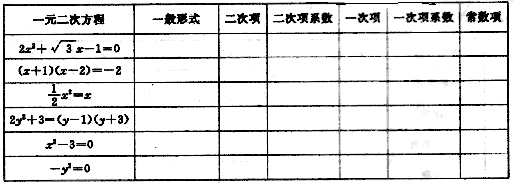 一元二次方程 一般形式 二次项 二次项系数 一次项 一次项系数 常数项
2x²+√3x-1=0
(x+1)(x-2)=-2
½x²=x
2y²+3=(y-1)(y+3)
x²-3=0
-y²=0